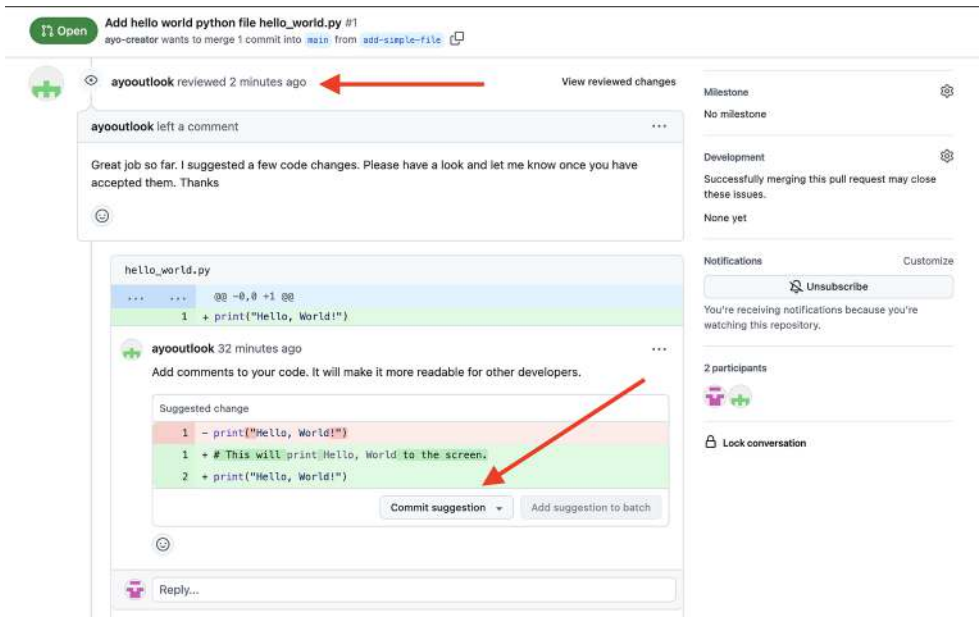 Open
Add hello world python file hello_world.py #1
ayo-creator wants to merge 1 commit into main from add-simple-file
ayooutlook reviewed 2 minutes ago
View reviewed changes
ayooutlook left a comment
...
Great job so far. I suggested a few code changes. Please have a look and let me know once you have
accepted them. Thanks
hello_world.py
... ... @@ -0,0 +1 @@
1 + print("Hello, World!")
ayooutlook 32 minutes ago
...
Add comments to your code. It will make it more readable for other developers.
Suggested change
1 - print("Hello, World!")
1 + # This will print Hello, World to the screen.
2 + print("Hello, World!")
Commit suggestion
Add suggestion to batch
Reply...
Milestone
No milestone
Development
Successfully merging this pull request may close
these issues.
None yet
Notifications
Customize
Unsubscribe
You're receiving notifications because you're
watching this repository.
2 participants
Lock conversation